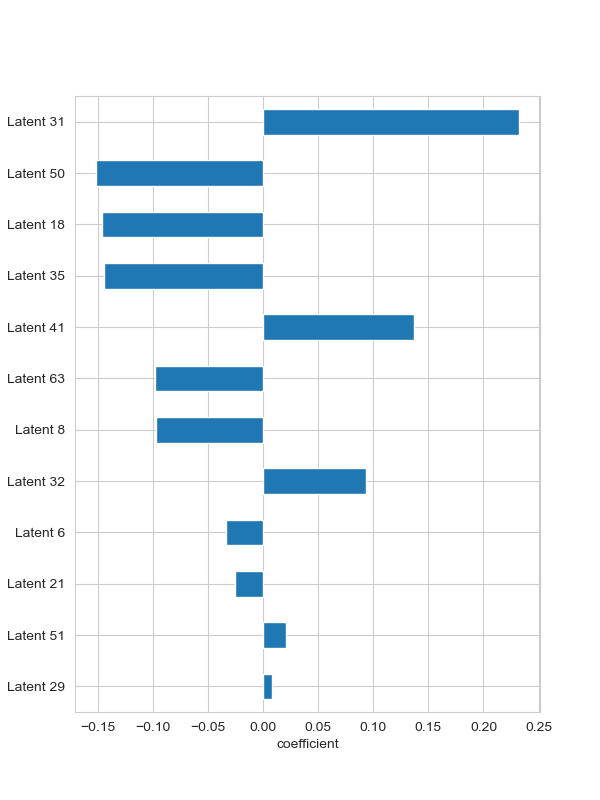 Latent 31
Latent 50
Latent 18
Latent 35
Latent 41
Latent 63
Latent 8
Latent 32
Latent 6
Latent 21
Latent 51
Latent 29
−0.15 −0.10 −0.05 0.00 0.05 0.10 0.15 0.20 0.25
coefficient